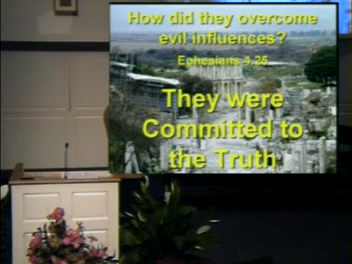 How did they overcome
evil influences?
Ephesians 4.25
They were
Committed to
the Truth